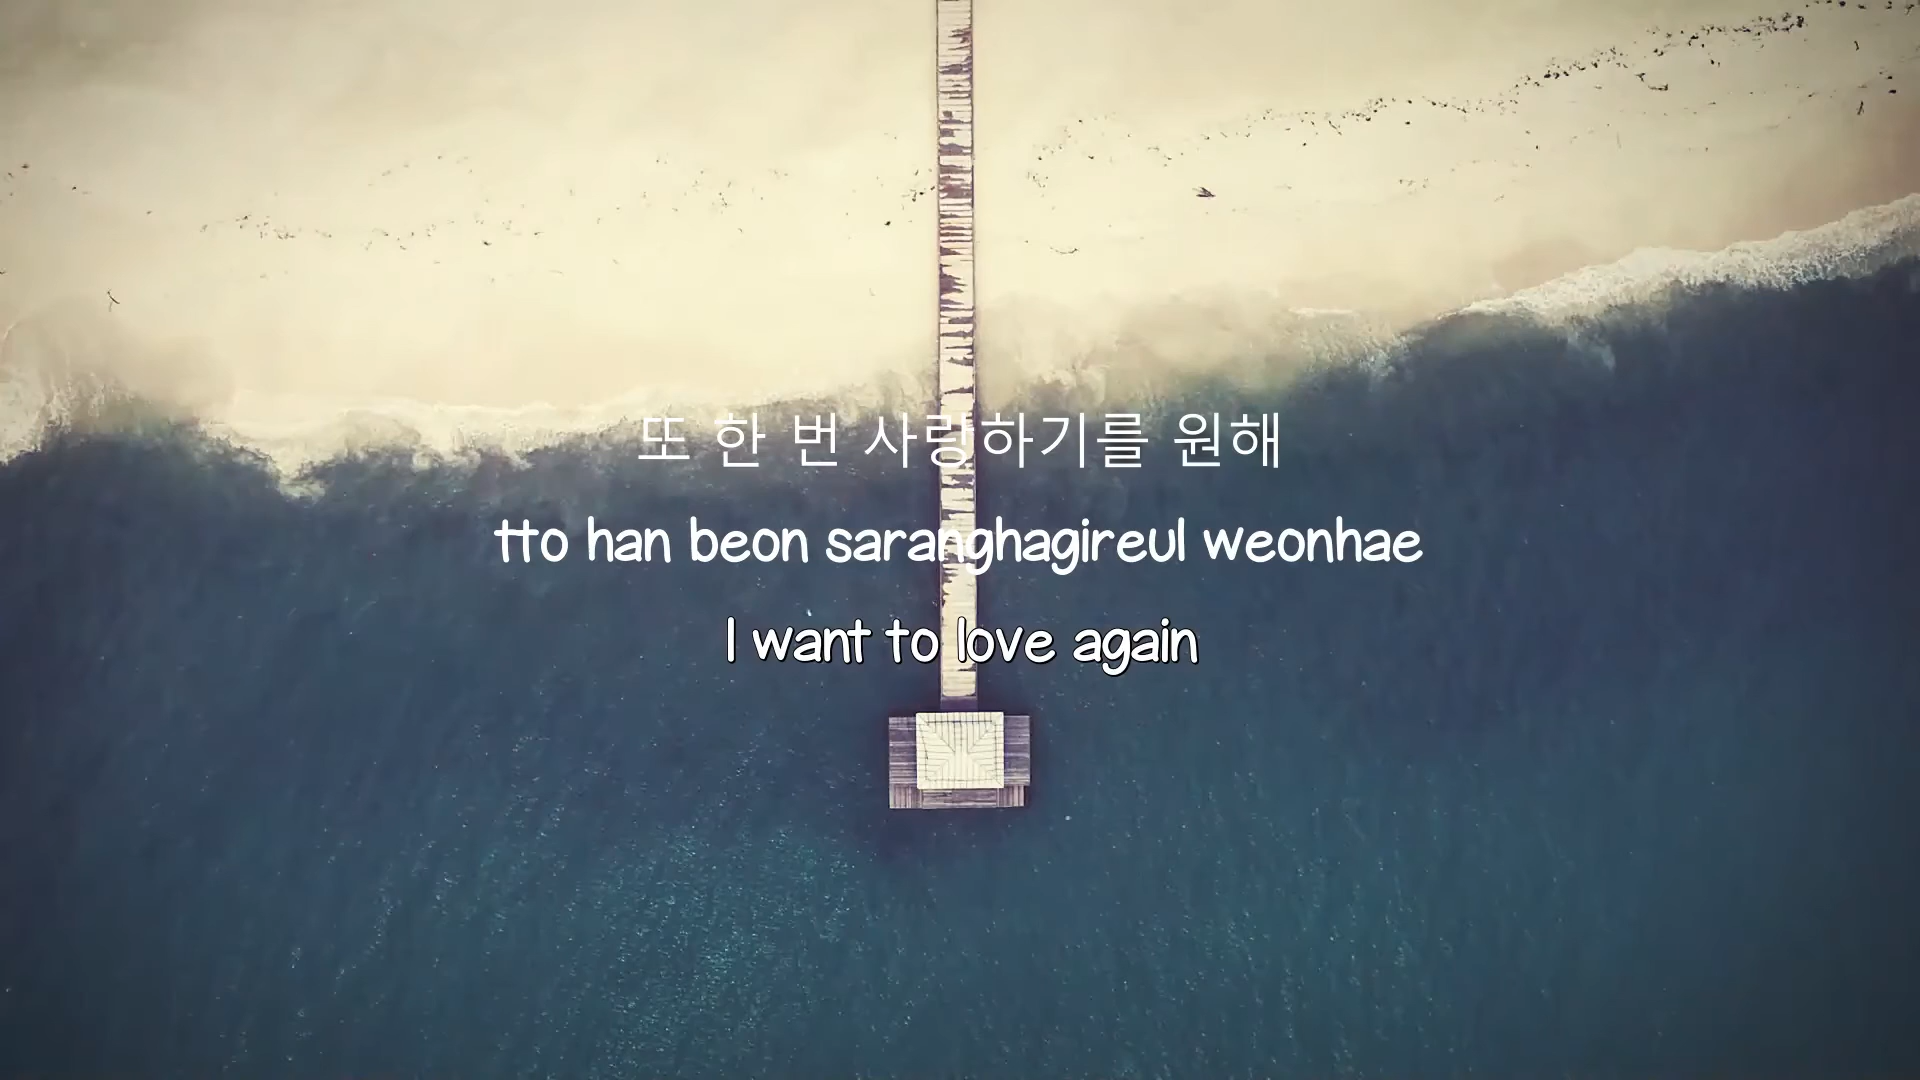 또 한 번 사랑하기를 원해
tto han beon saranghagireul weonhae
I want to love again